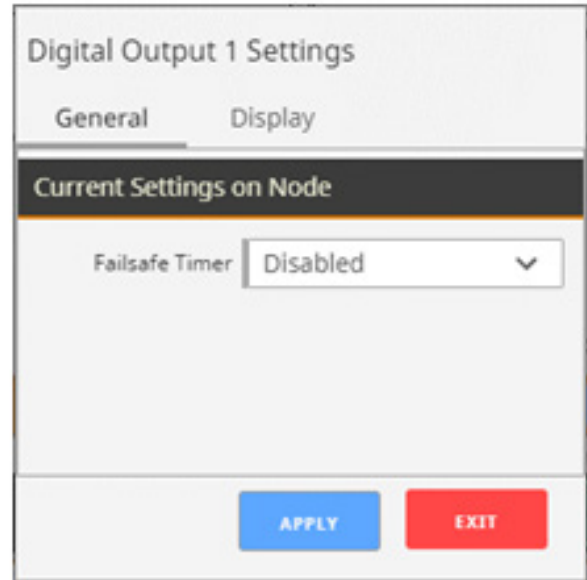 Digital Output 1 Settings
General Display
Current Settings on Node
Failsafe Timer Disabled
APPLY EXIT